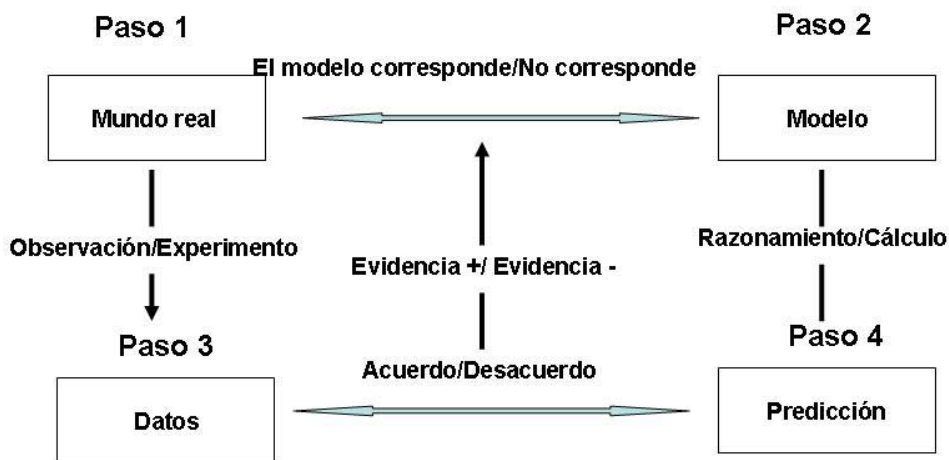 Paso 1
Paso 2
El modelo corresponde/No corresponde
Mundo real
Modelo
Observación/Experimento
Razonamiento/Cálculo
Evidencia +/ Evidencia -
Paso 3
Paso 4
Acuerdo/Desacuerdo
Datos
Predicción